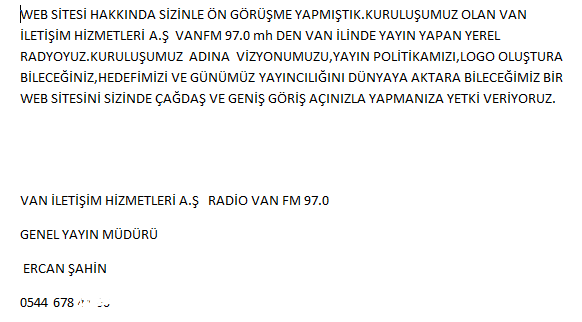 WEB SİTESİ HAKKINDA SİZİNLE ÖN GÖRÜŞME YAPMIŞTIK.KURULUŞUMUZ OLAN VAN
İLETİŞİM HİZMETLERİ A.Ş VANFM 97.0 mh DEN VAN İLİNDE YAYIN YAPAN YEREL
RADYOYUZ.KURULUŞUMUZ ADINA VİZYONUMUZU,YAYIN POLİTİKAMIZI,LOGO OLUŞTURA
BİLECEĞİNİZ,HEDEFİMİZİ VE GÜNÜMÜZ YAYINCILIĞINI DÜNYAYA AKTARA BİLECEĞİMİZ BİR
WEB SİTESİNİ SİZİNDE ÇAĞDAŞ VE GENİŞ GÖRİŞ AÇINIZLA YAPMANIZA YETKİ VERİYORUZ.
VAN İLETİŞİM HİZMETLERİ A.Ş RADİO VAN FM 97.0
GENEL YAYIN MÜDÜRÜ
ERCAN ŞAHİN
0544 678